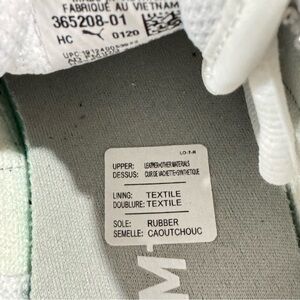 FABRIQUÉ AU VIETNAM
365208-01
HC 0120
LO-T-R
UPPER: LEATHER+OTHER MATERIALS
DESSUS: CUIR DE VACHETTE+SYNTHETIQUE
LINING: TEXTILE
DOUBLURE: TEXTILE
SOLE: RUBBER
SEMELLE: CAOUTCHOUC